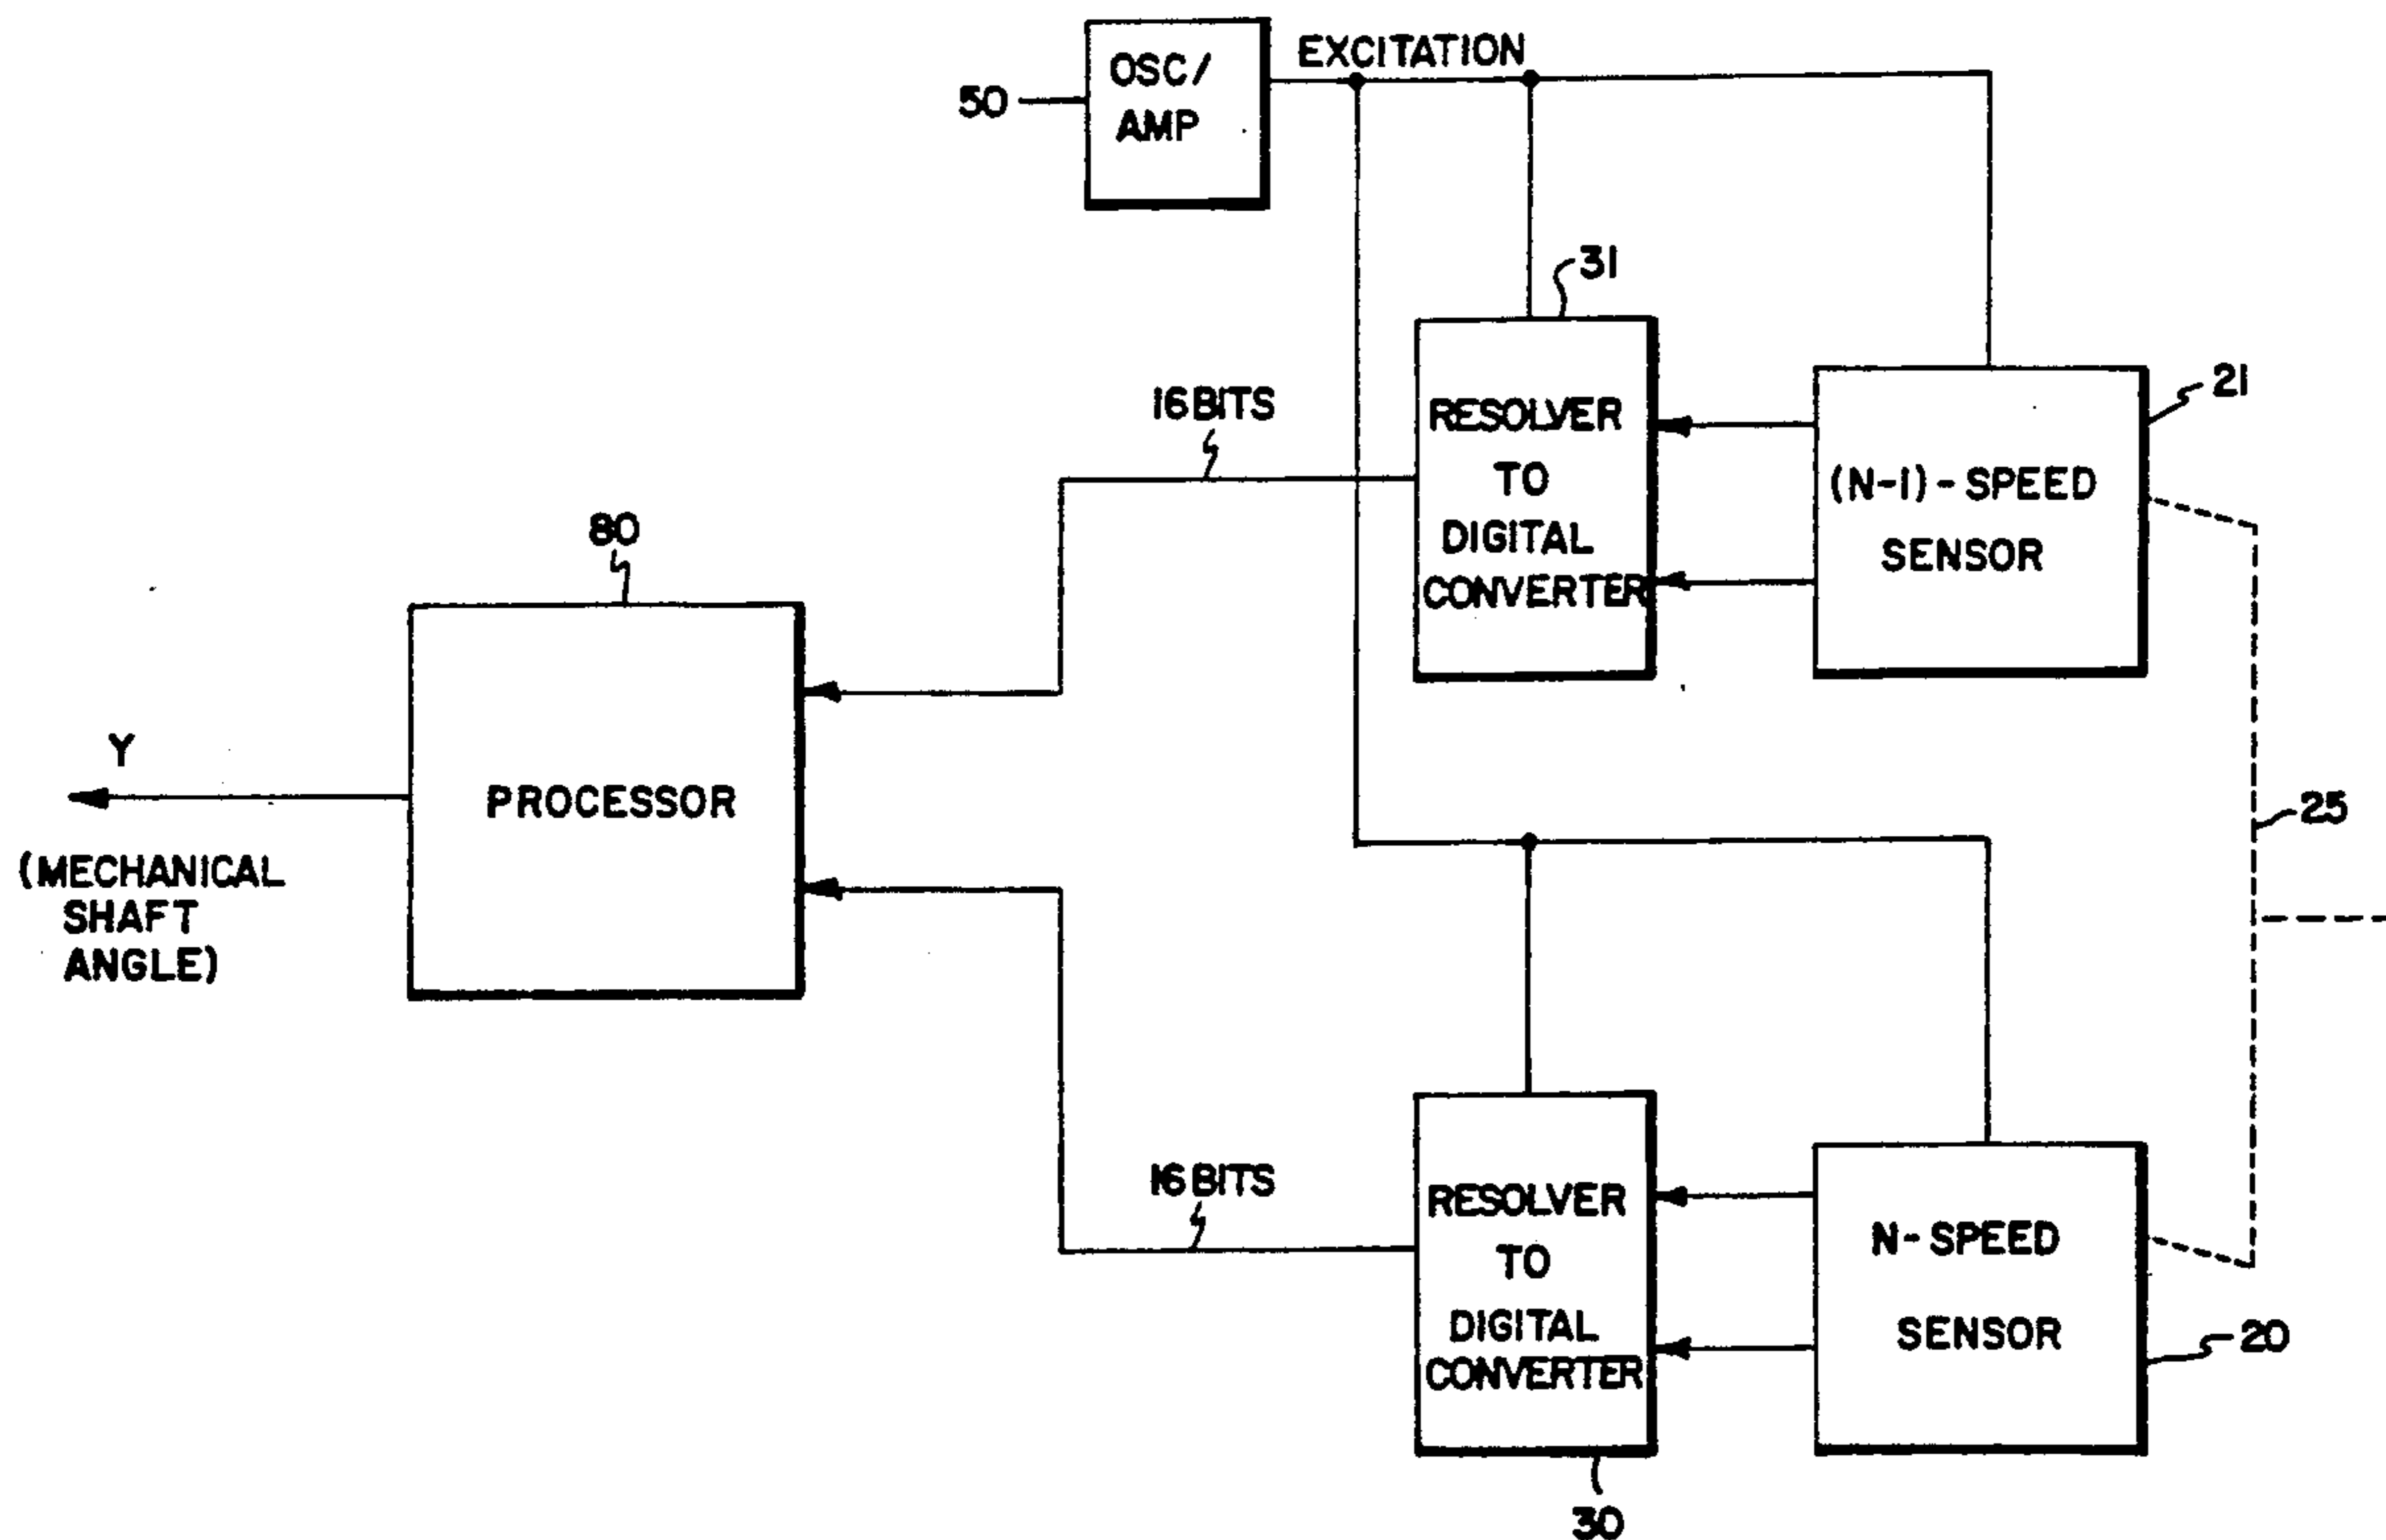 OSC/
AMP
50
EXCITATION
31
RESOLVER
TO
DIGITAL
CONVERTER
21
(N-1)-SPEED
SENSOR
16 BITS
80
PROCESSOR
Y
(MECHANICAL
SHAFT
ANGLE)
25
16 BITS
RESOLVER
TO
DIGITAL
CONVERTER
30
N-SPEED
SENSOR
20